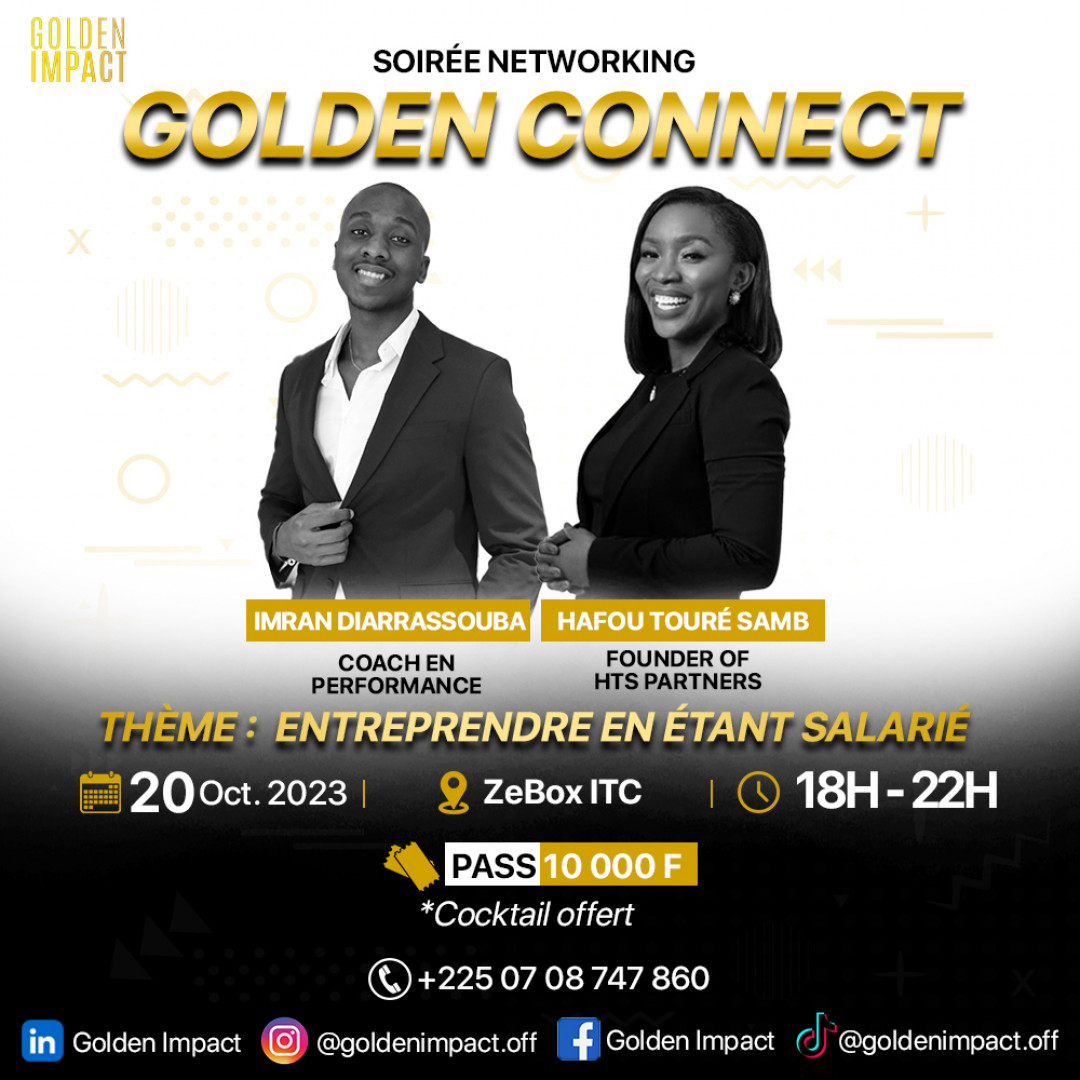 GOLDEN
IMPACT
SOIRÉE NETWORKING
GOLDEN CONNECT
IMRAN DIARRASSOUBA
COACH EN
PERFORMANCE
HAFOU TOURÉ SAMB
FOUNDER OF
HTS PARTNERS
THÈME : ENTREPRENDRE EN ÉTANT SALARIÉ
20 Oct. 2023 | ZeBox ITC | 18H - 22H
PASS 10 000 F
*Cocktail offert
+225 07 08 747 860
in Golden Impact @goldenimpact.off f Golden Impact @goldenimpact.off